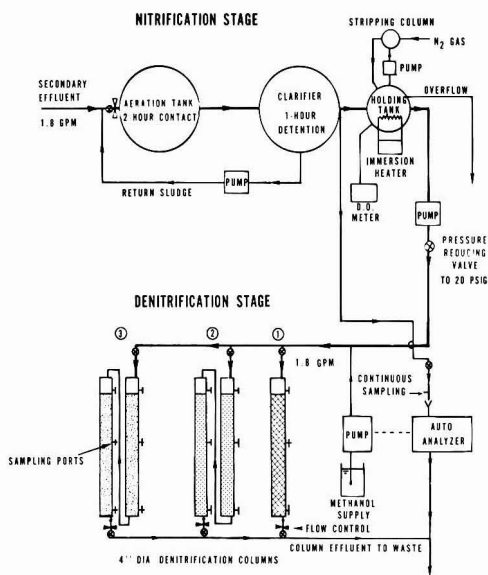 NITRIFICATION STAGE
STRIPPING COLUMN
N2 GAS
PUMP
OVERFLOW
SECONDARY
EFFLUENT
1.8 GPM
AERATION TANK
2 HOUR CONTACT
CLARIFIER
1-HOUR
DETENTION
HOLDING
TANK
IMMERSION
HEATER
PUMP
RETURN SLUDGE
D.O.
METER
PUMP
PRESSURE
REDUCING
VALVE
TO 20 PSIG
DENITRIFICATION STAGE
3
2
1
1.8 GPM
CONTINUOUS
SAMPLING
SAMPLING PORTS
PUMP
AUTO
ANALYZER
METHANOL
SUPPLY
FLOW CONTROL
COLUMN EFFLUENT TO WASTE
4" DIA DENITRIFICATION COLUMNS